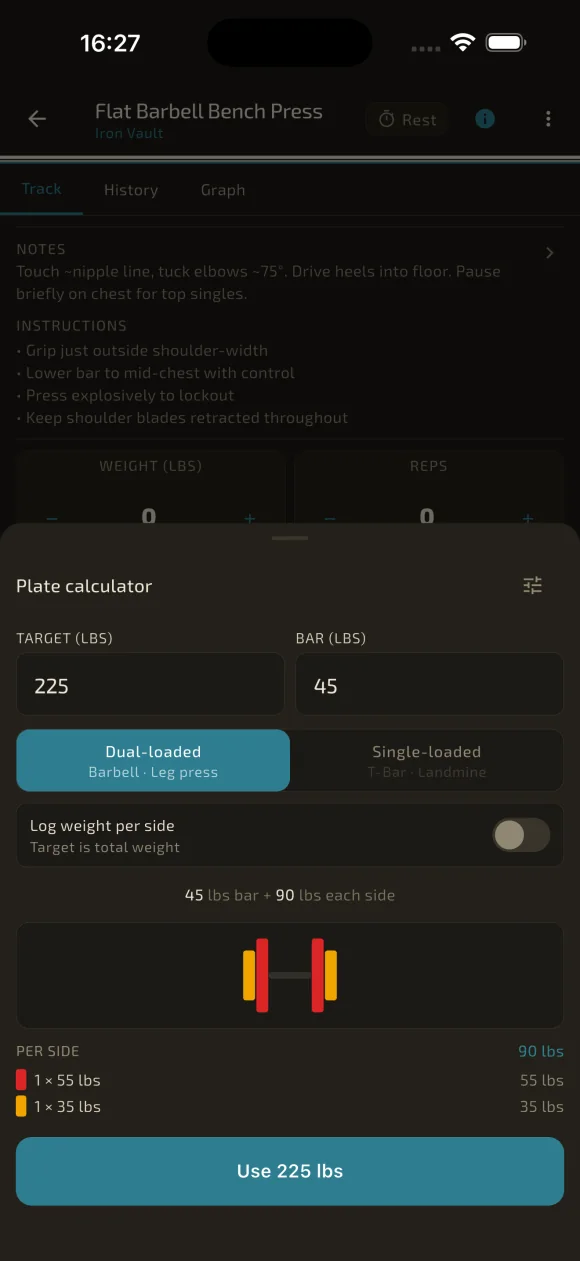 16:27
Flat Barbell Bench Press
Iron Vault
Rest
Track
History
Graph
NOTES
Touch ~nipple line, tuck elbows ~75°. Drive heels into floor. Pause
briefly on chest for top singles.
INSTRUCTIONS
• Grip just outside shoulder-width
• Lower bar to mid-chest with control
• Press explosively to lockout
• Keep shoulder blades retracted throughout
WEIGHT (LBS)
REPS
− 0 +
− 0 +
Plate calculator
TARGET (LBS)
BAR (LBS)
225
45
Dual-loaded
Barbell · Leg press
Single-loaded
T-Bar · Landmine
Log weight per side
Target is total weight
45 lbs bar + 90 lbs each side
PER SIDE
90 lbs
1 × 55 lbs
55 lbs
1 × 35 lbs
35 lbs
Use 225 lbs